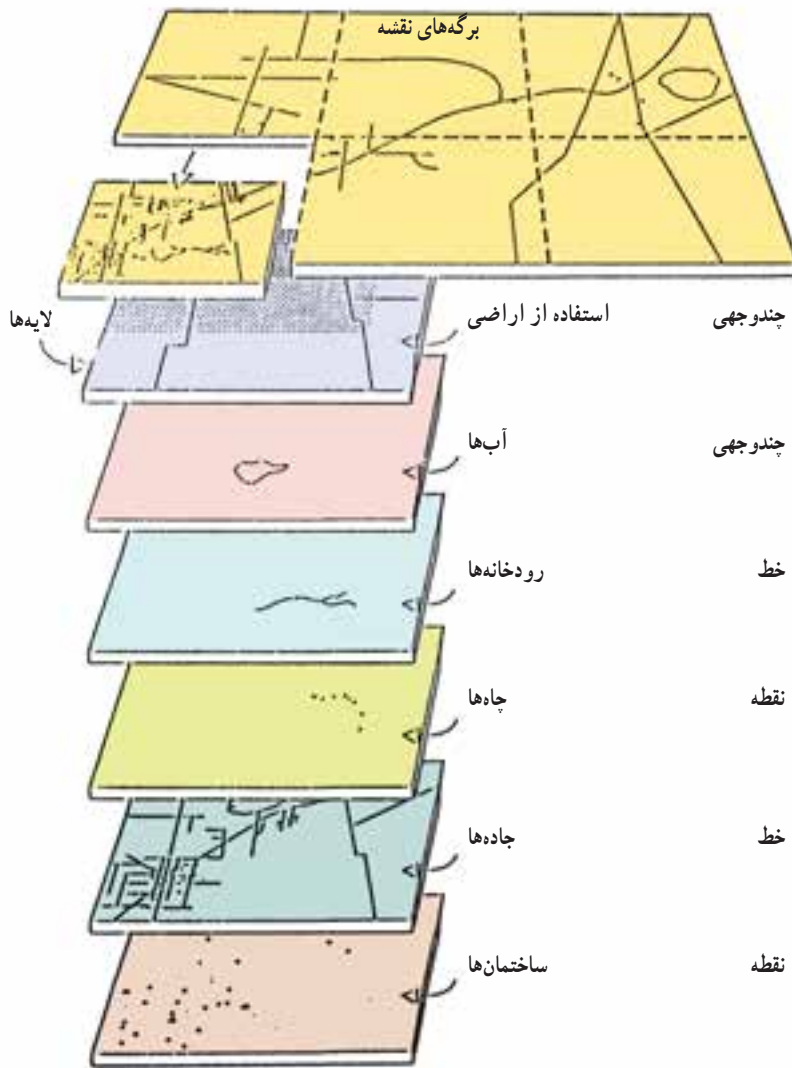 برگه‌های نقشه
چندوجهی استفاده از اراضی
لایه‌ها
چندوجهی آب‌ها
خط رودخانه‌ها
نقطه چاه‌ها
خط جاده‌ها
نقطه ساختمان‌ها